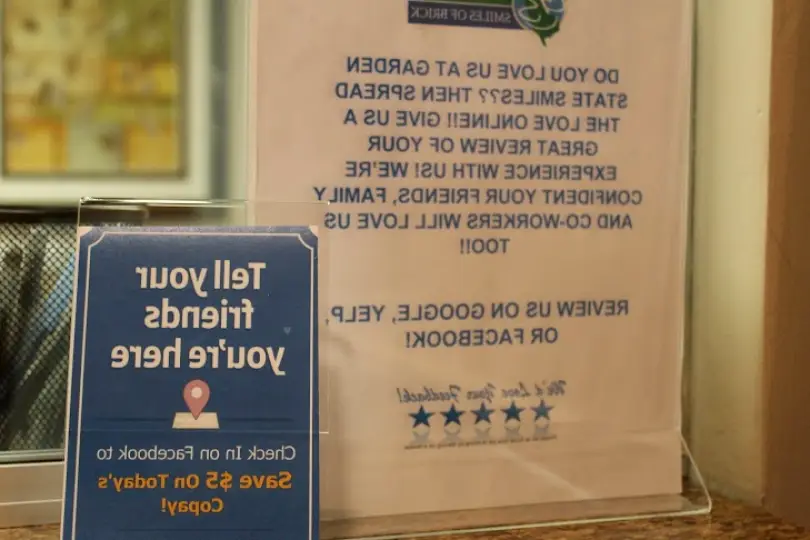 SMILES OF BRICK
DO YOU LOVE US AT GARDEN
STATE SMILES?? THEN SPREAD
THE LOVE ONLINE!! GIVE US A
GREAT REVIEW OF YOUR
EXPERIENCE WITH US! WE'RE
CONFIDENT YOUR FRIENDS, FAMILY
AND CO-WORKERS WILL LOVE US
TOO!!
REVIEW US ON GOOGLE, YELP,
OR FACEBOOK!
We'd Love Your Feedback!
Tell your
friends
you're here
Check In on Facebook to
Save $5 On Today's
Copay!